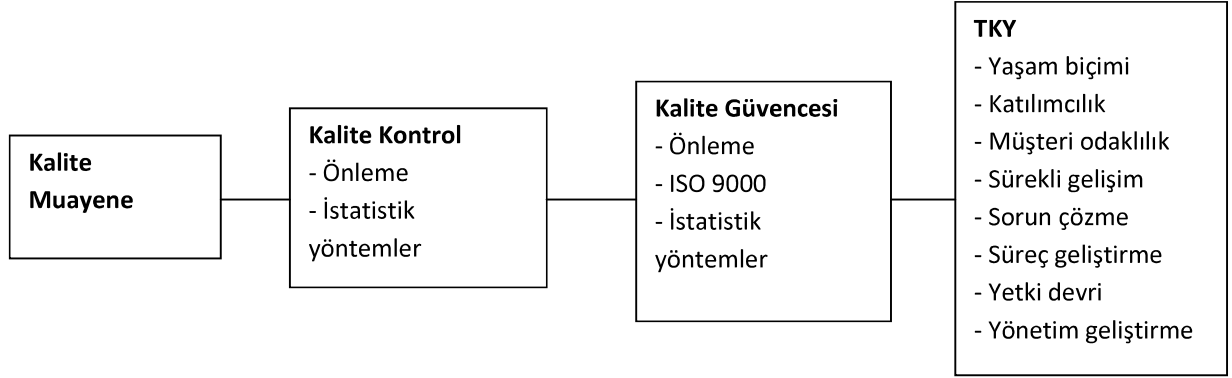 Kalite
Muayene
Kalite Kontrol
- Önleme
- İstatistik
yöntemler
Kalite Güvencesi
- Önleme
- ISO 9000
- İstatistik
yöntemler
TKY
- Yaşam biçimi
- Katılımcılık
- Müşteri odaklılık
- Sürekli gelişim
- Sorun çözme
- Süreç geliştirme
- Yetki devri
- Yönetim geliştirme